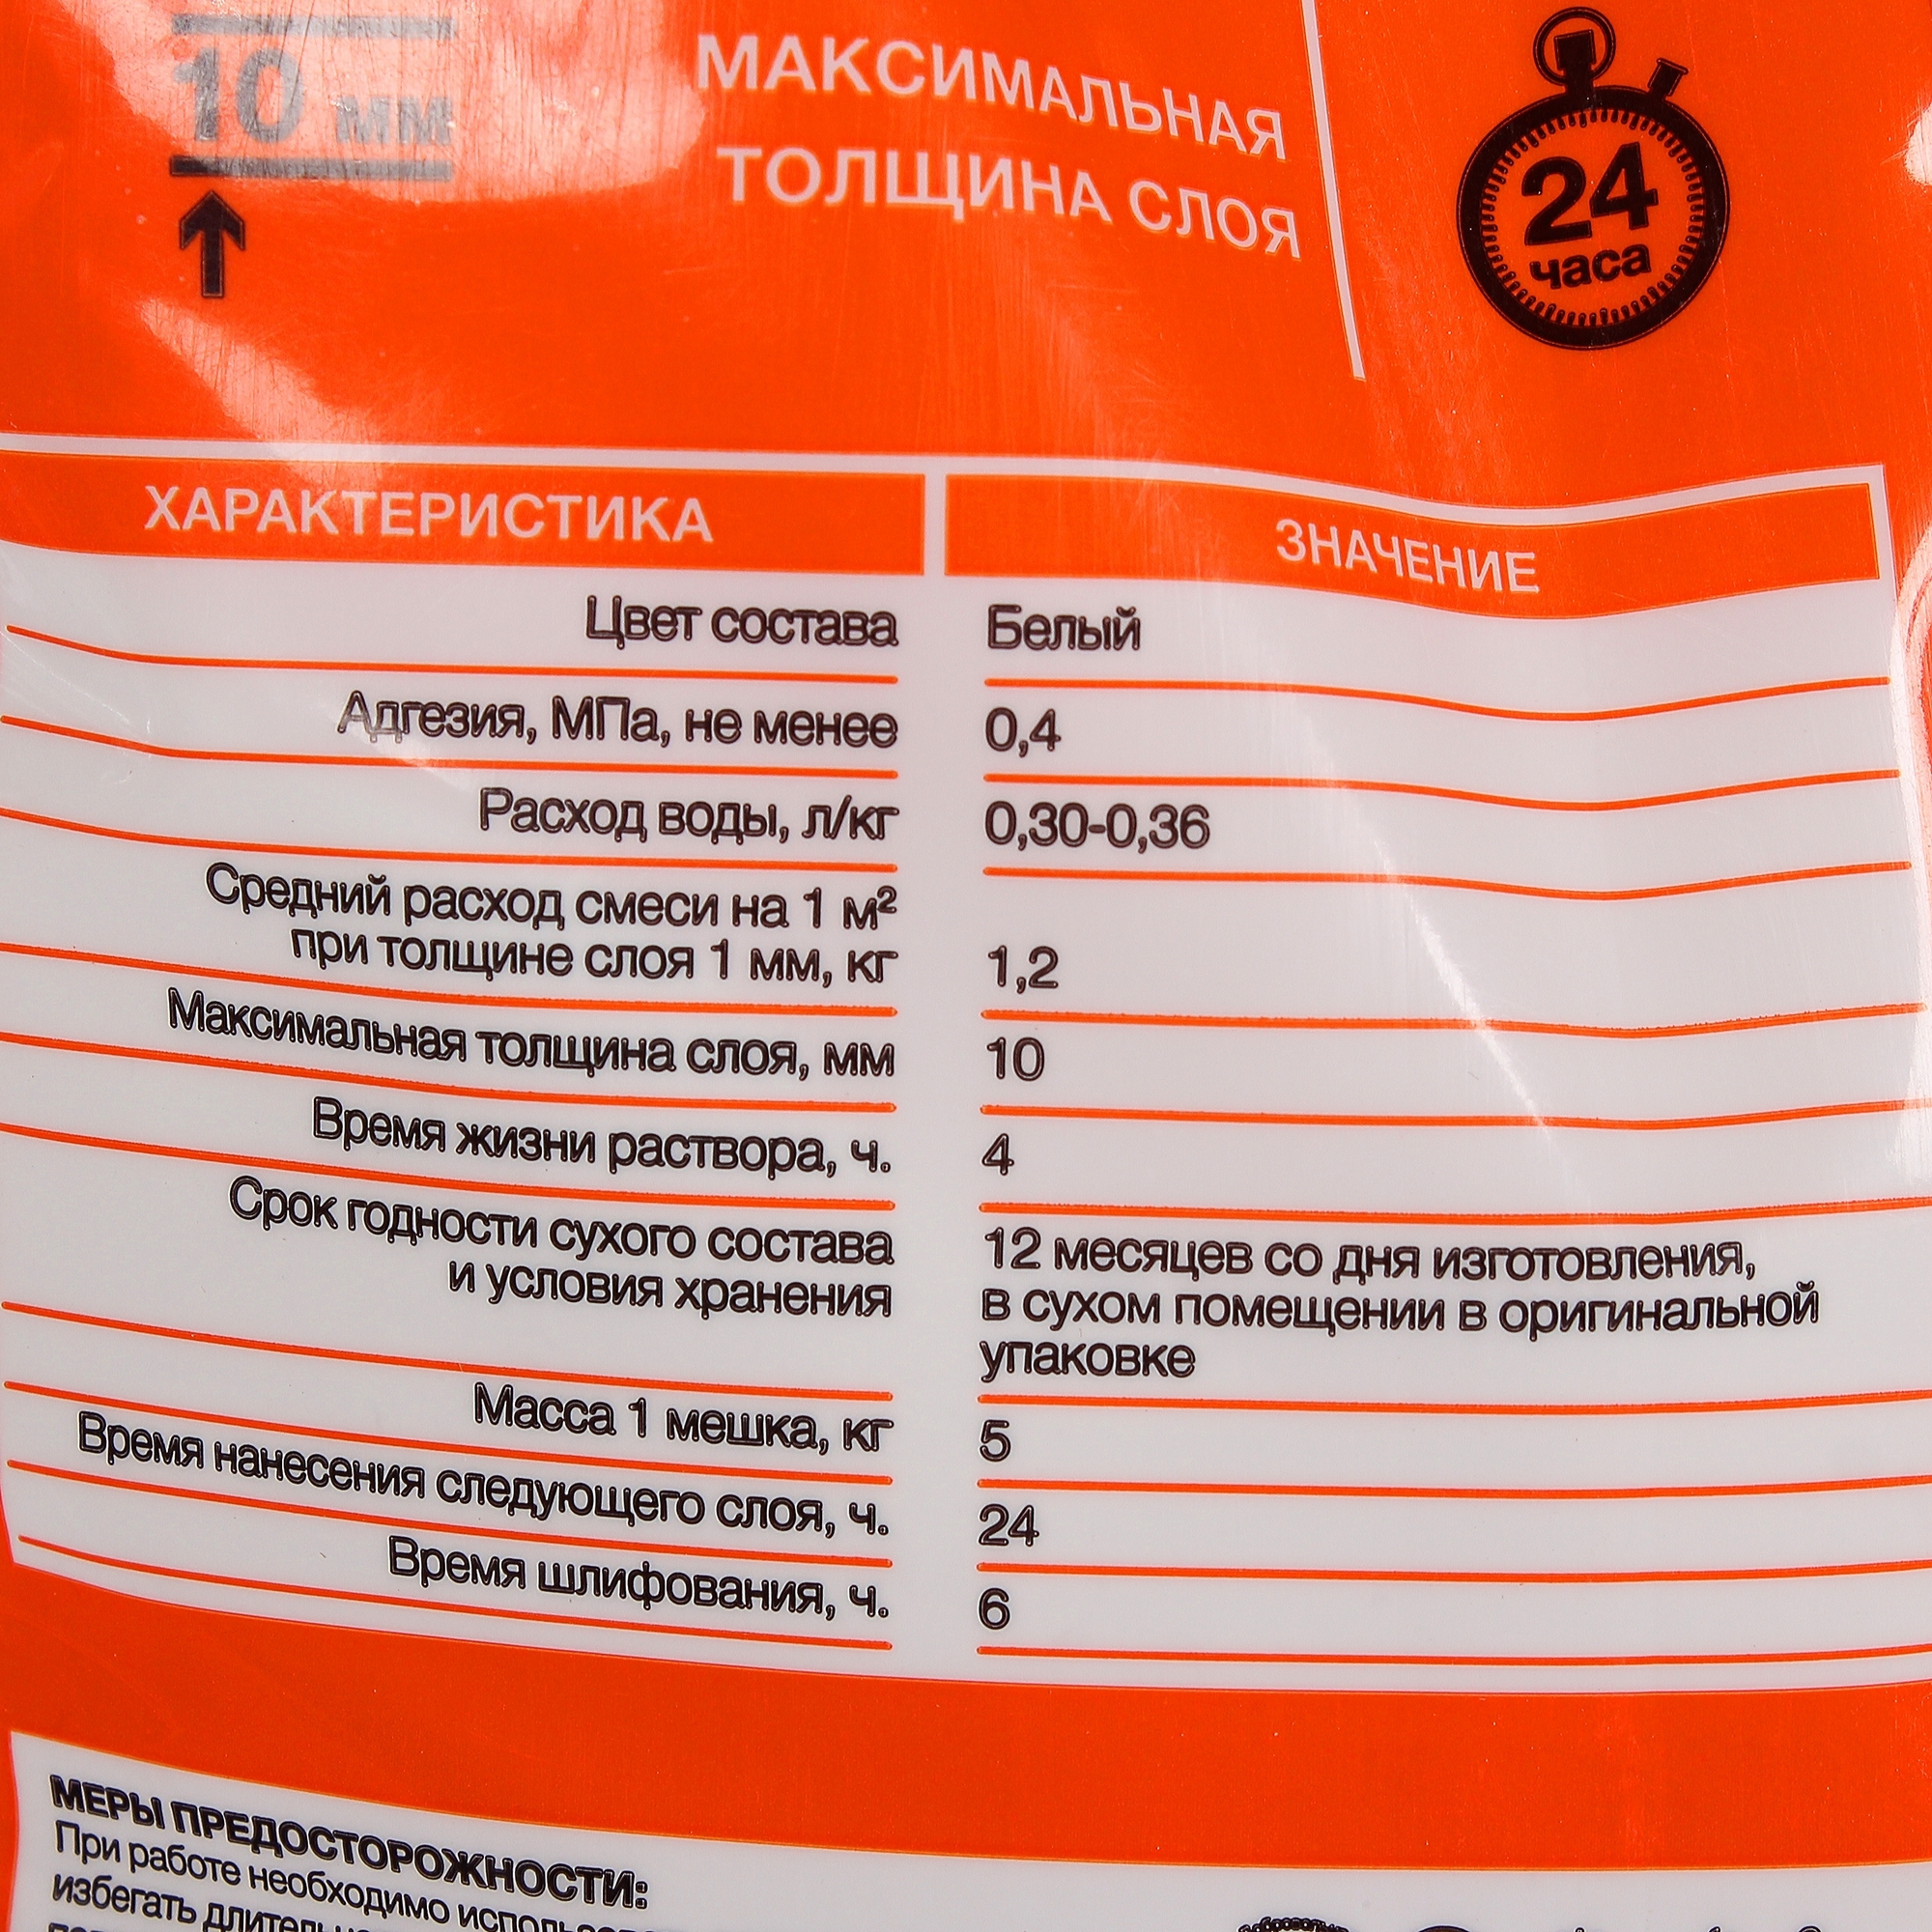 10 мм
МАКСИМАЛЬНАЯ
ТОЛЩИНА СЛОЯ
24
часа
ХАРАКТЕРИСТИКА ЗНАЧЕНИЕ
Цвет состава Белый
Адгезия, МПа, не менее 0,4
Расход воды, л/кг 0,30-0,36
Средний расход смеси на 1 м²
при толщине слоя 1 мм, кг 1,2
Максимальная толщина слоя, мм 10
Время жизни раствора, ч. 4
Срок годности сухого состава
и условия хранения
12 месяцев со дня изготовления,
в сухом помещении в оригинальной
упаковке
Масса 1 мешка, кг 5
Время нанесения следующего слоя, ч. 24
Время шлифования, ч. 6
МЕРЫ ПРЕДОСТОРОЖНОСТИ:
При работе необходимо
избегать